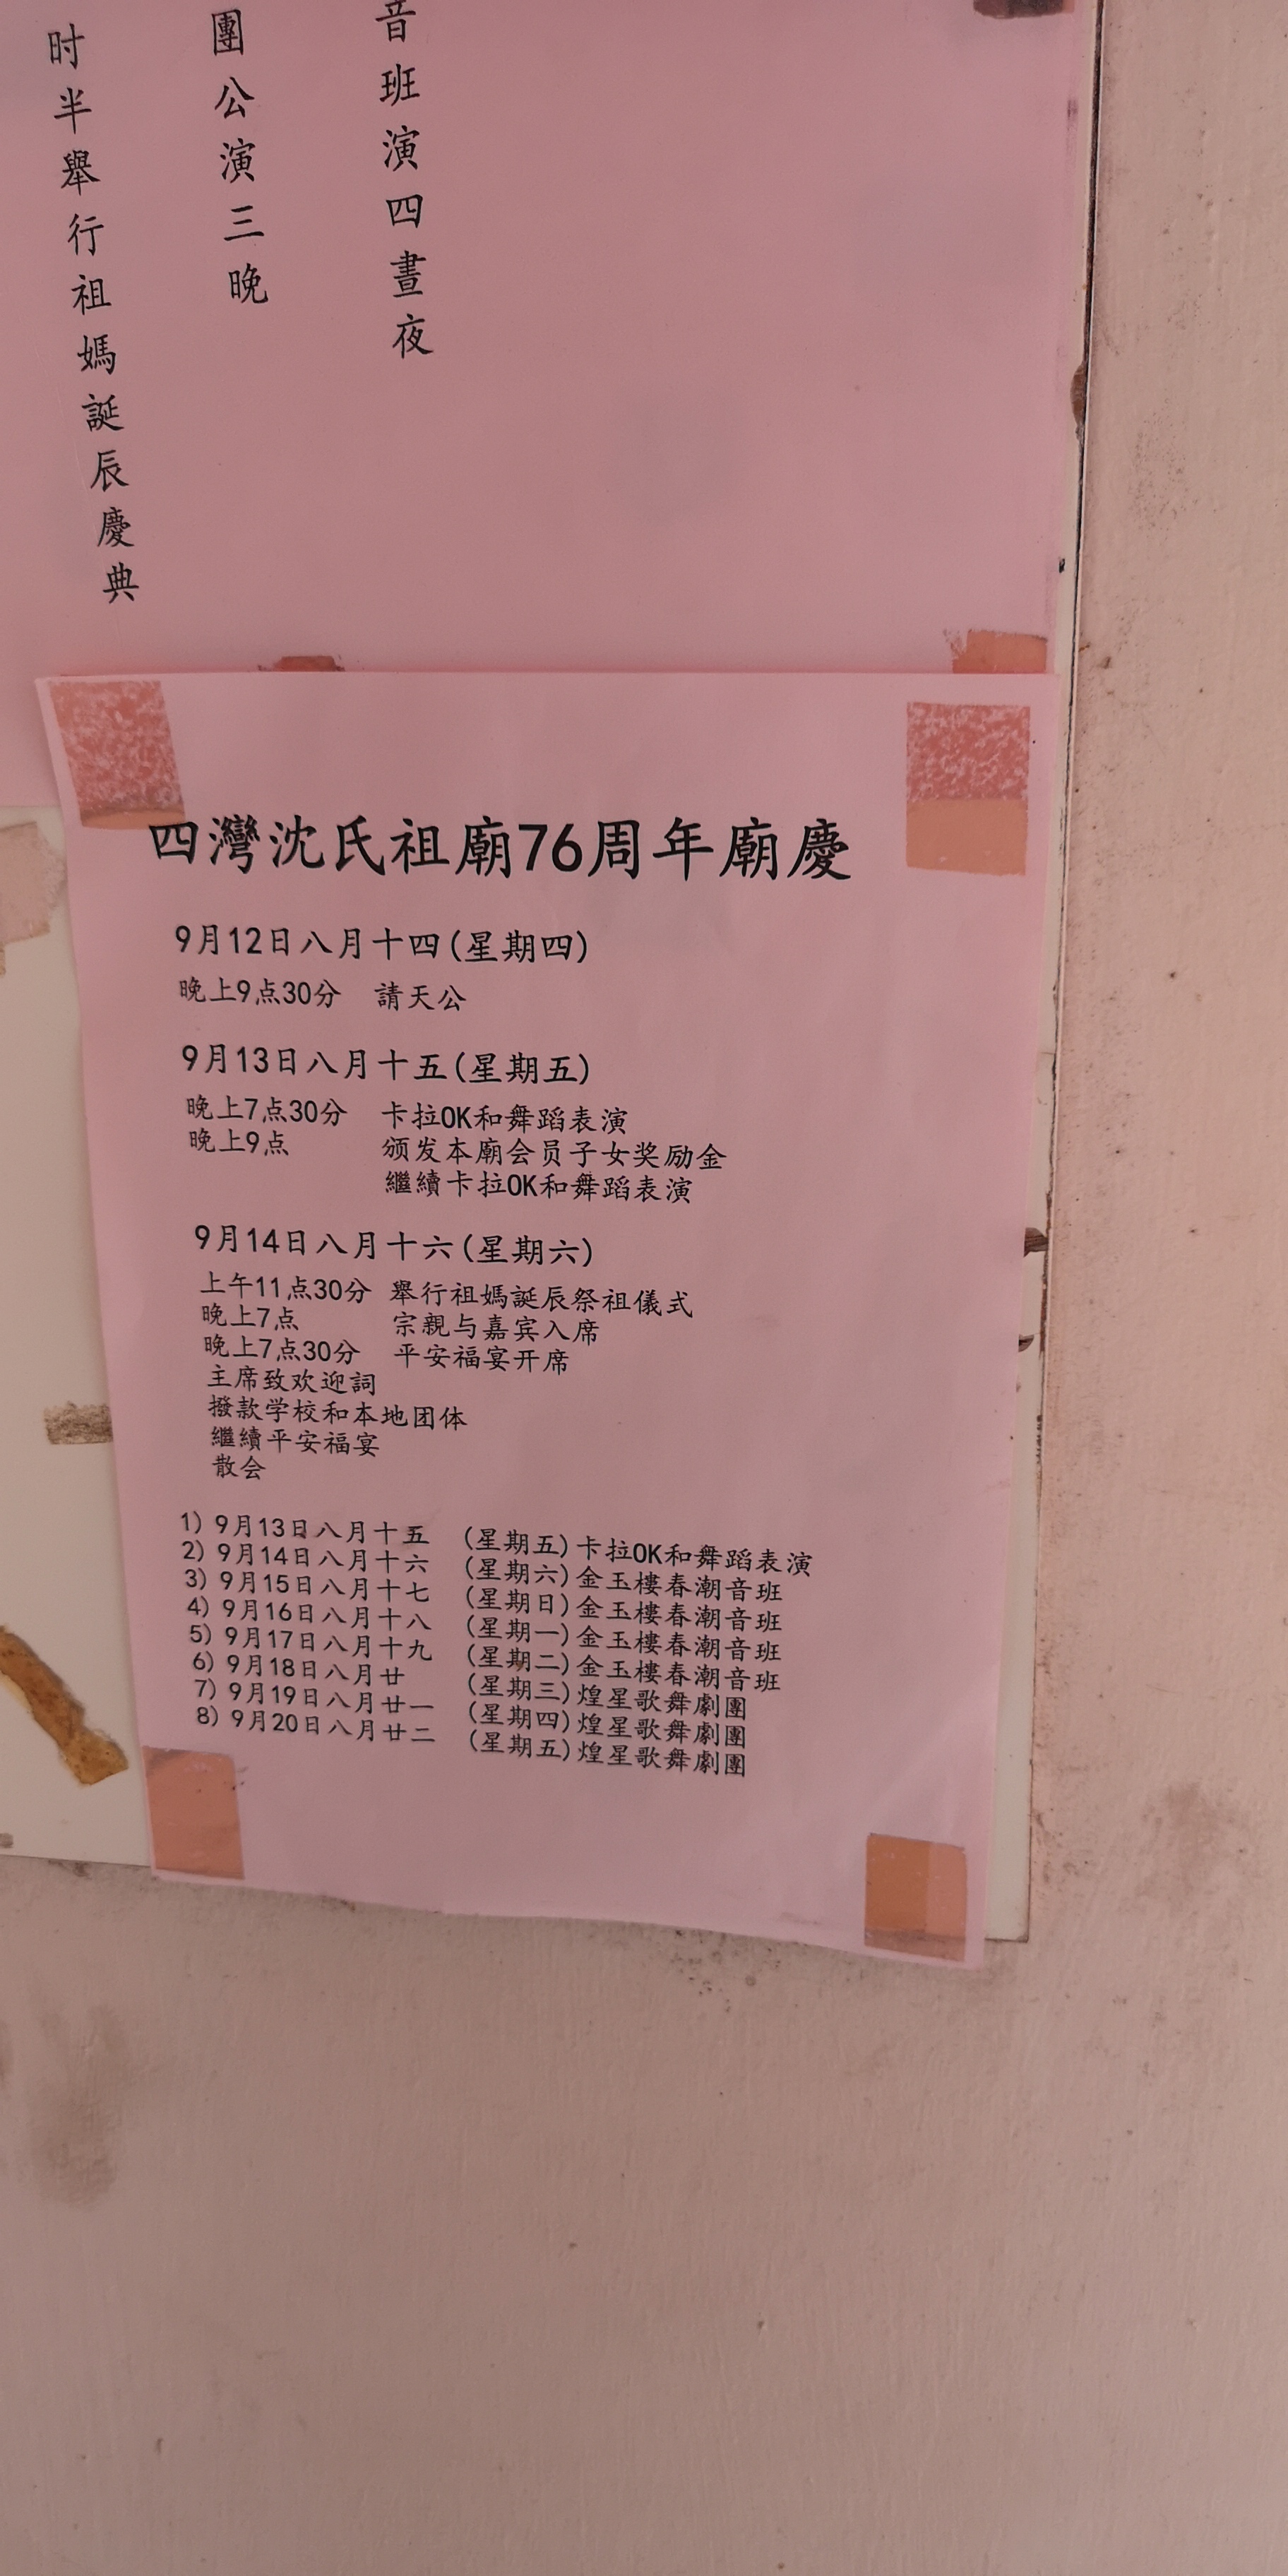 音班演四晝夜
團公演三晚
时半舉行祖媽誕辰慶典
四灣沈氏祖廟76周年廟慶
9月12日八月十四(星期四)
晚上9点30分 請天公
9月13日八月十五(星期五)
晚上7点30分 卡拉OK和舞蹈表演
晚上9点 颁发本廟会员子女奖励金
繼續卡拉OK和舞蹈表演
9月14日八月十六(星期六)
上午11点30分 舉行祖媽誕辰祭祖儀式
晚上7点 宗親与嘉宾入席
晚上7点30分 平安福宴开席
主席致欢迎詞
撥款学校和本地团体
繼續平安福宴
散会
1) 9月13日八月十五 (星期五)卡拉OK和舞蹈表演
2) 9月14日八月十六 (星期六)金玉樓春潮音班
3) 9月15日八月十七 (星期日)金玉樓春潮音班
4) 9月16日八月十八 (星期一)金玉樓春潮音班
5) 9月17日八月十九 (星期二)金玉樓春潮音班
6) 9月18日八月廿 (星期三)煌星歌舞劇團
7) 9月19日八月廿一 (星期四)煌星歌舞劇團
8) 9月20日八月廿二 (星期五)煌星歌舞劇團